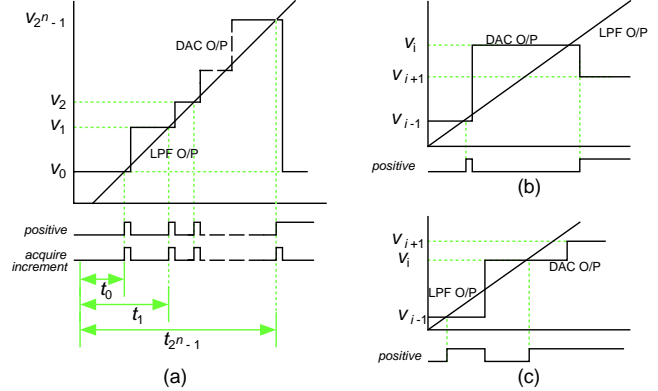 V2n - 1
DAC O/P
V2
V1
LPF O/P
V0
positive
acquire
increment
t0
t1
t2n - 1
(a)
Vi
DAC O/P
LPF O/P
Vi+1
Vi-1
positive
(b)
Vi+1
Vi
DAC O/P
LPF O/P
Vi-1
positive
(c)